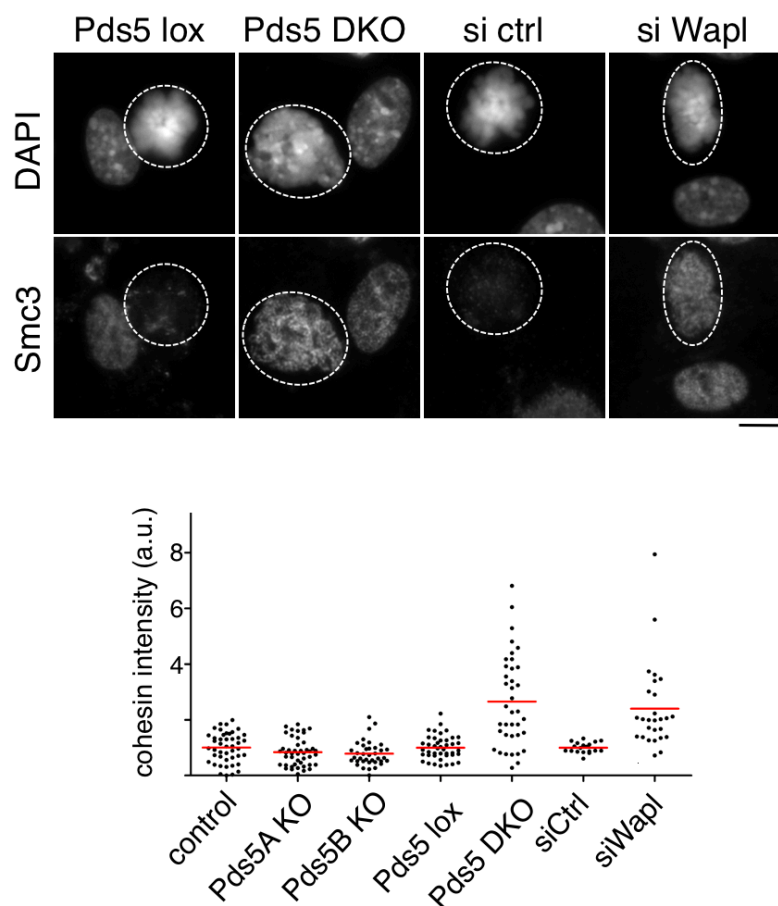 Pds5 lox Pds5 DKO si ctrl si Wapl
DAPI
Smc3
cohesin intensity (a.u.)
8
6
4
control
Pds5A KO
Pds5B KO
Pds5 lox
Pds5 DKO
siCtrl
siWapl